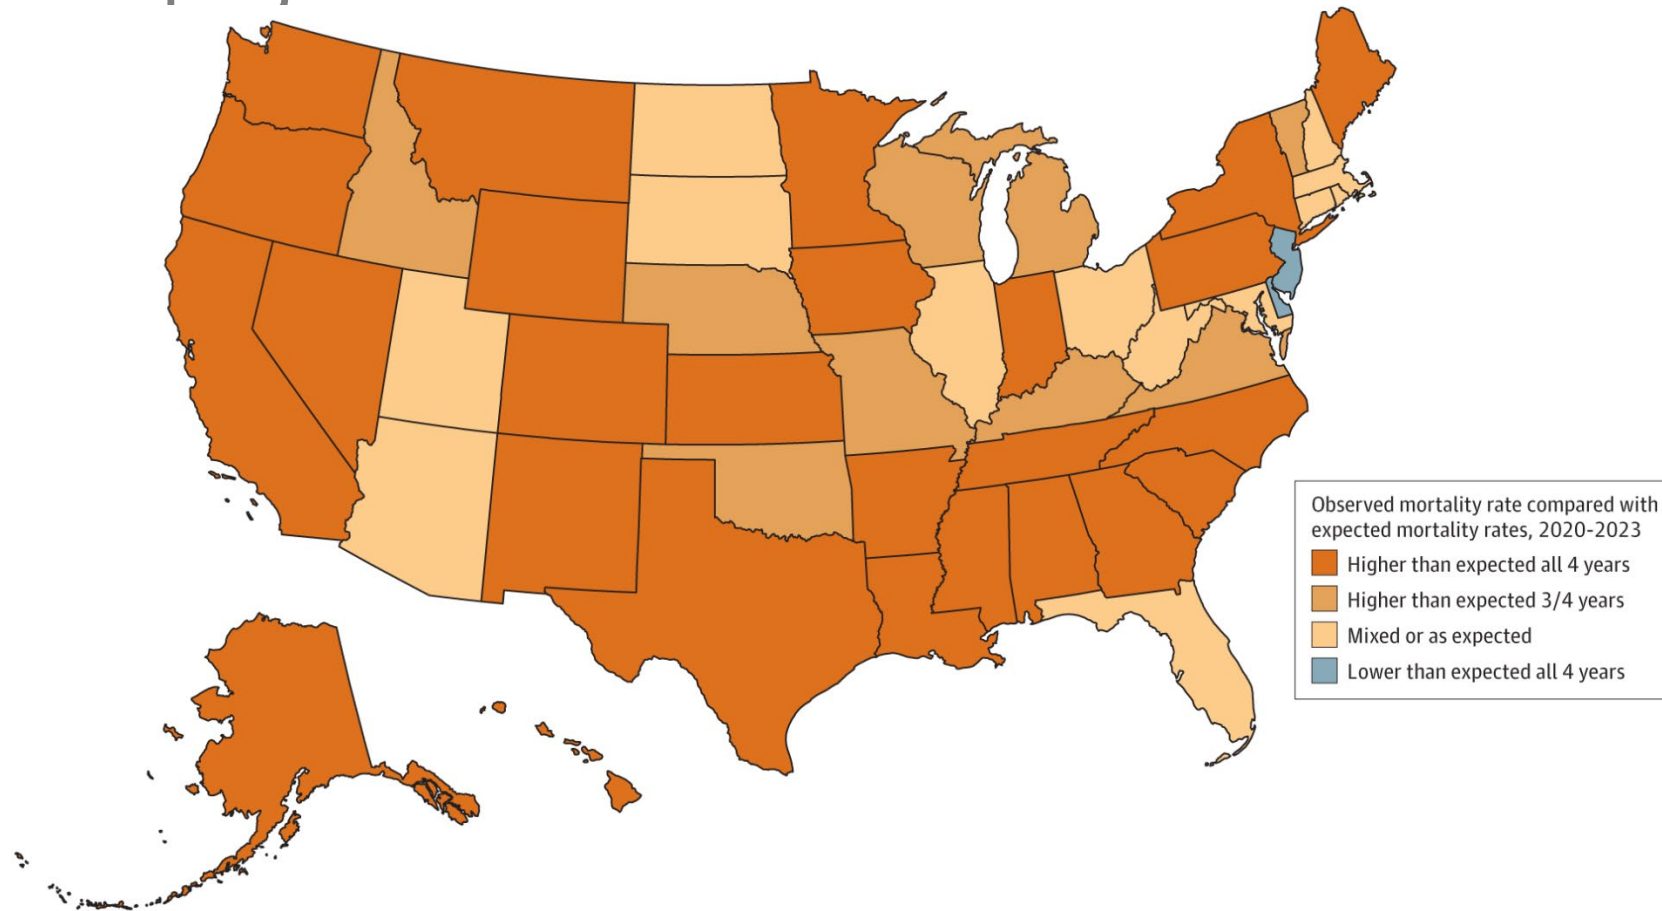 Observed mortality rate compared with
expected mortality rates, 2020-2023
Higher than expected all 4 years
Higher than expected 3/4 years
Mixed or as expected
Lower than expected all 4 years